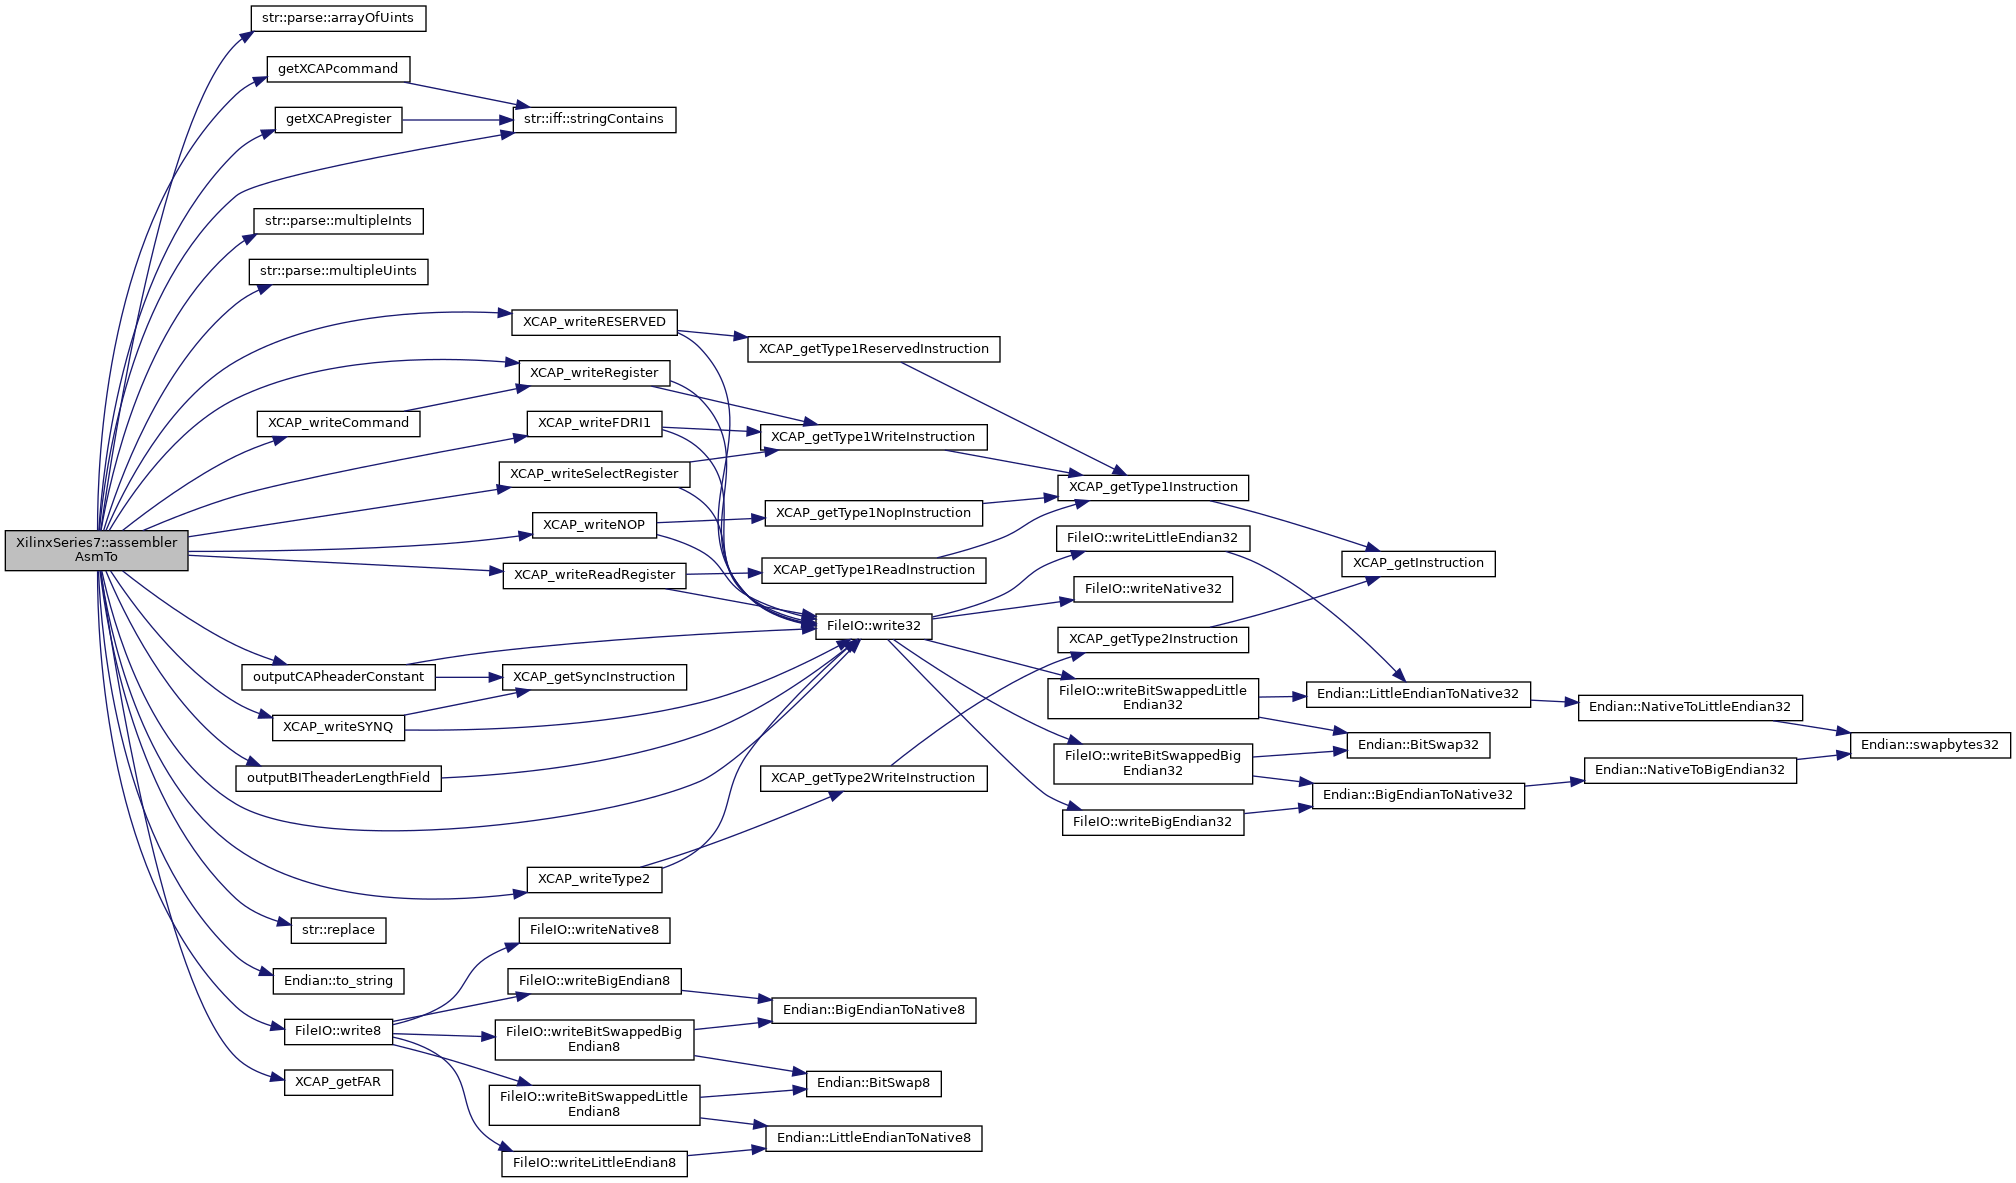 str::parse::arrayOfUints
getXCAPcommand
getXCAPregister
str::iff::stringContains
str::parse::multipleInts
str::parse::multipleUints
XCAP_writeRESERVED
XCAP_getType1ReservedInstruction
XCAP_writeRegister
XCAP_writeCommand
XCAP_writeFDRI1
XCAP_getType1WriteInstruction
XCAP_writeSelectRegister
XCAP_getType1Instruction
XCAP_writeNOP
XCAP_getType1NopInstruction
XilinxSeries7::assembler
AsmTo
FileIO::writeLittleEndian32
XCAP_getInstruction
XCAP_writeReadRegister
XCAP_getType1ReadInstruction
FileIO::writeNative32
FileIO::write32
XCAP_getType2Instruction
outputCAPheaderConstant
XCAP_getSyncInstruction
FileIO::writeBitSwappedLittle
Endian32
Endian::LittleEndianToNative32
Endian::NativeToLittleEndian32
XCAP_writeSYNQ
Endian::BitSwap32
Endian::swapbytes32
FileIO::writeBitSwappedBig
Endian32
Endian::NativeToBigEndian32
outputBITheaderLengthField
XCAP_getType2WriteInstruction
Endian::BigEndianToNative32
FileIO::writeBigEndian32
XCAP_writeType2
str::replace
FileIO::writeNative8
Endian::to_string
FileIO::writeBigEndian8
Endian::BigEndianToNative8
FileIO::write8
FileIO::writeBitSwappedBig
Endian8
XCAP_getFAR
Endian::BitSwap8
FileIO::writeBitSwappedLittle
Endian8
Endian::LittleEndianToNative8
FileIO::writeLittleEndian8